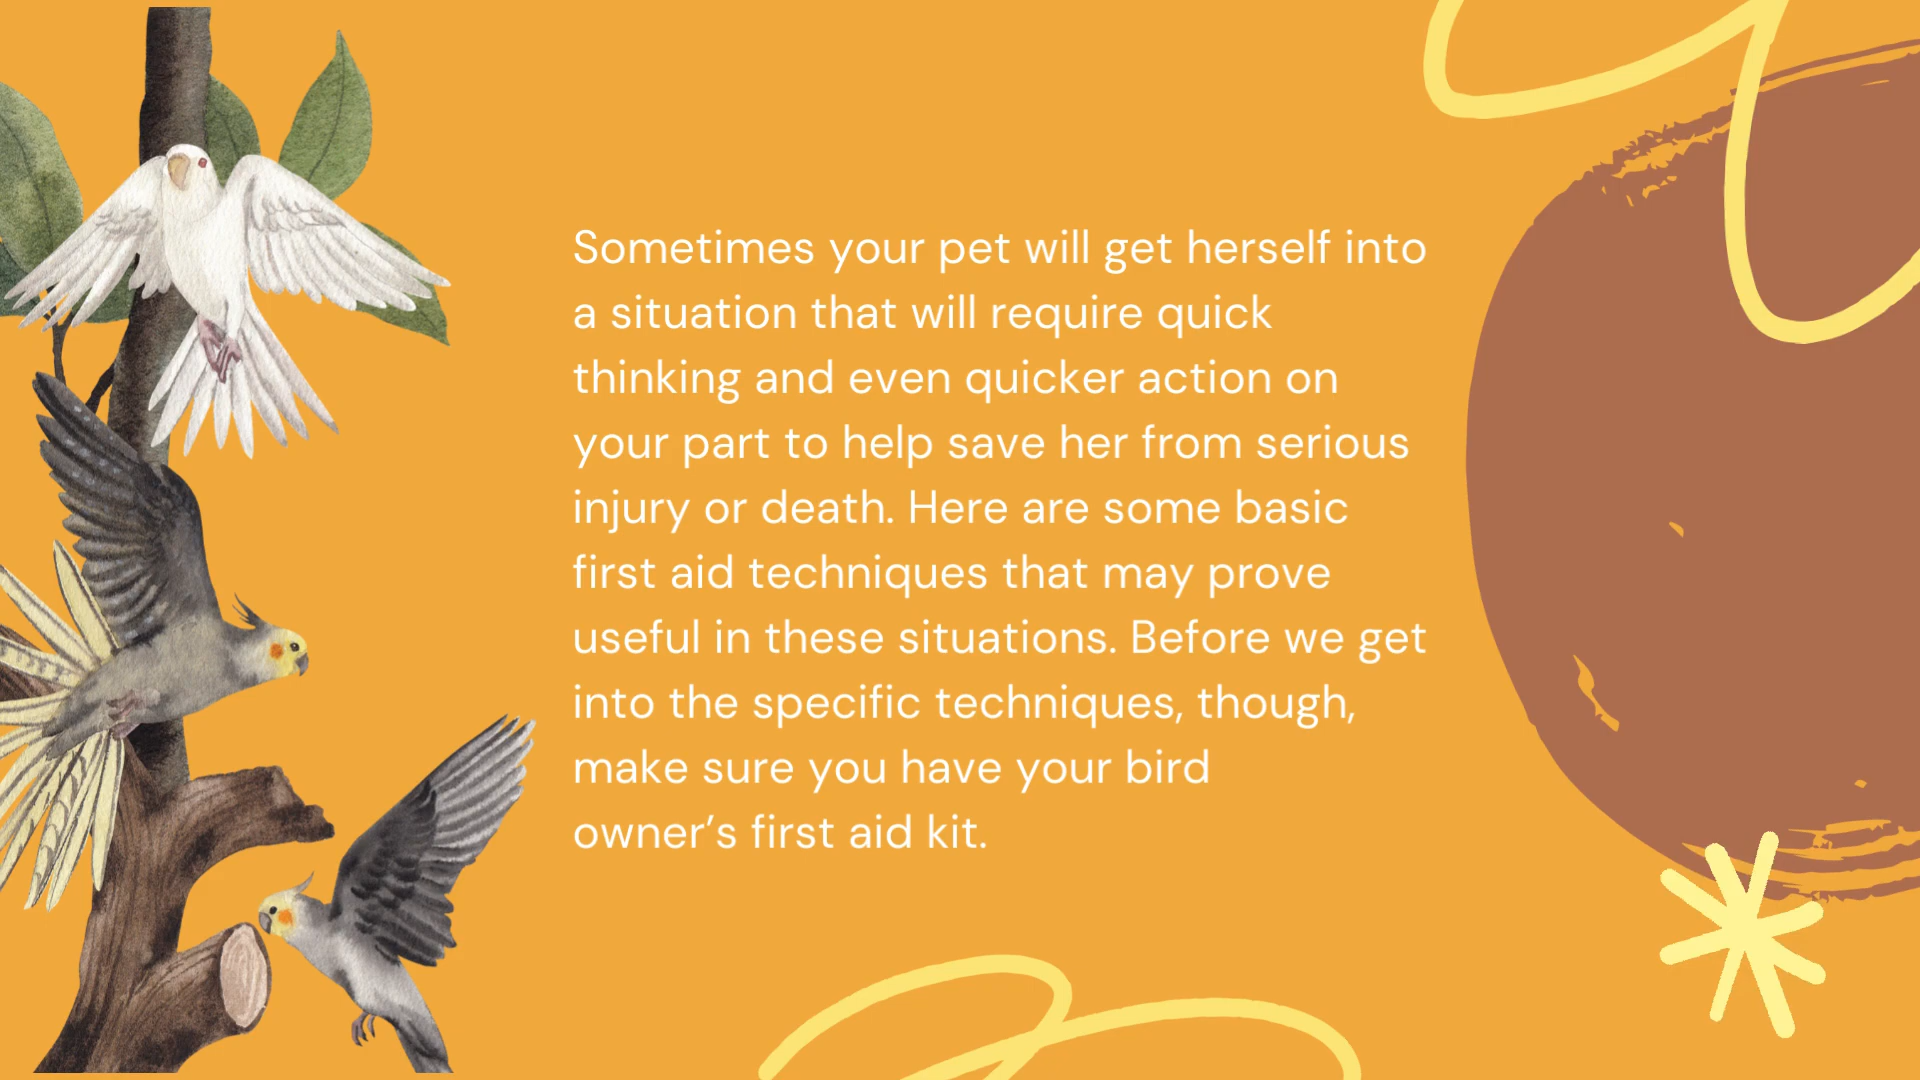 Sometimes your pet will get herself into
a situation that will require quick
thinking and even quicker action on
your part to help save her from serious
injury or death. Here are some basic
first aid techniques that may prove
useful in these situations. Before we get
into the specific techniques, though,
make sure you have your bird
owner’s first aid kit.